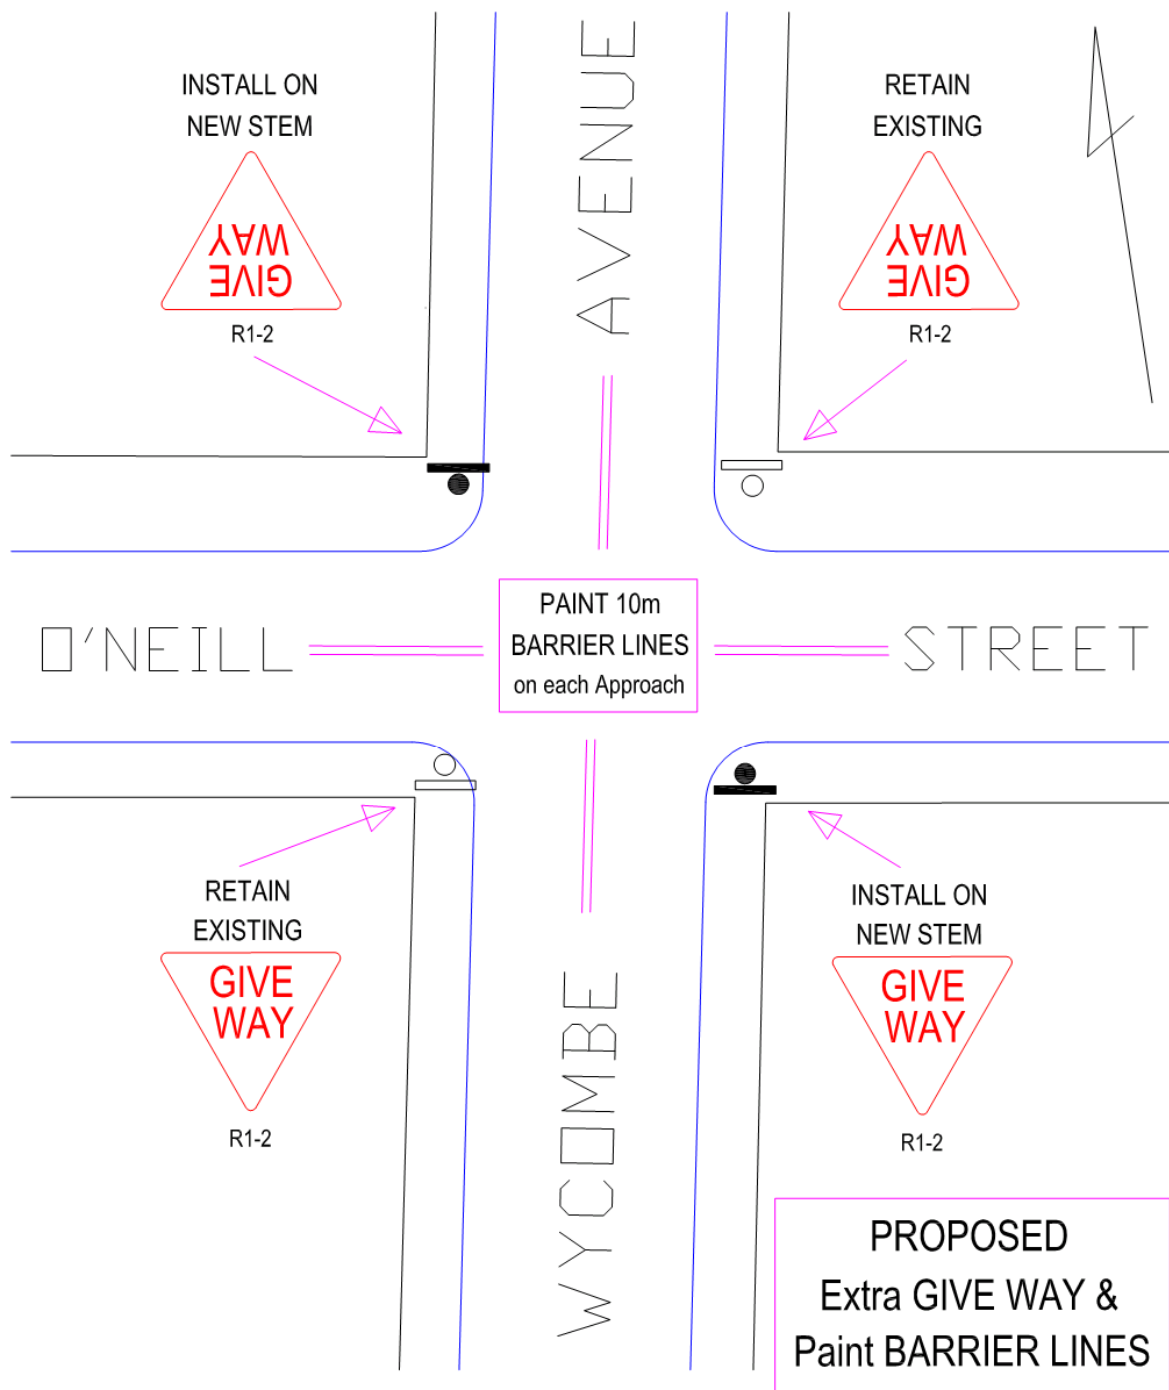 INSTALL ON
NEW STEM
GIVE
WAY
R1-2
AVENUE
RETAIN
EXISTING
GIVE
WAY
R1-2
O'NEILL
PAINT 10m
BARRIER LINES
on each Approach
STREET
RETAIN
EXISTING
GIVE
WAY
R1-2
WYCOMBE
INSTALL ON
NEW STEM
GIVE
WAY
R1-2
PROPOSED
Extra GIVE WAY &
Paint BARRIER LINES